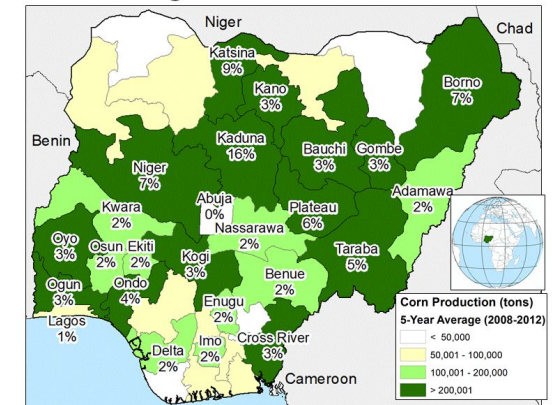 Niger
Chad
Katsina
9%
Kano
3%
Borno
7%
Benin
Kaduna
16%
Bauchi
3%
Gombe
3%
Niger
7%
Adamawa
2%
Abuja
0%
Plateau
6%
Kwara
2%
Nassarawa
2%
Taraba
5%
Oyo
3%
Osun
2%
Ekiti
2%
Kogi
3%
Benue
2%
Ogun
3%
Ondo
4%
Enugu
2%
Lagos
1%
Delta
2%
Imo
2%
Cross River
3%
Cameroon
Corn Production (tons)
5-Year Average (2008-2012)
< 50,000
50,001 - 100,000
100,001 - 200,000
> 200,001